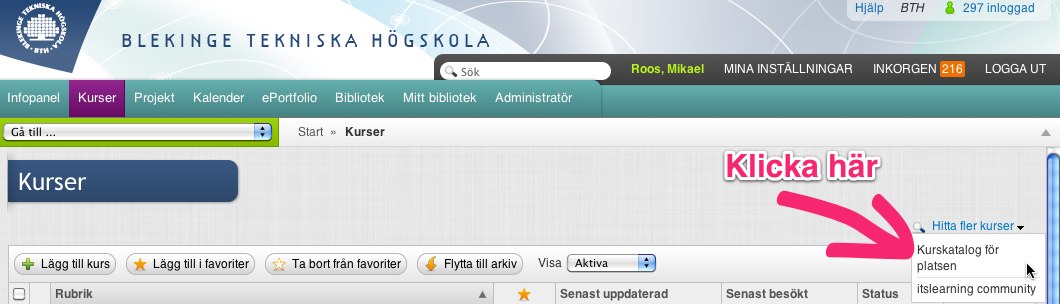 Hjälp BTH 297 inloggad
BLEKINGE TEKNISKA HÖGSKOLA
BLEKINGE TEKNISKA HÖGSKOLA
BTH
Sök Roos, Mikael MINA INSTÄLLNINGAR INKORGEN 216 LOGGA UT
Infopanel Kurser Projekt Kalender ePortfolio Bibliotek Mitt bibliotek Administratör
Gå till ... Start » Kurser
Klicka här
Kurser
Hitta fler kurser
Kurskatalog för
platsen
itslearning community
Lägg till kurs Lägg till i favoriter Ta bort från favoriter Flytta till arkiv Visa Aktiva
Rubrik Senast uppdaterad Senast besökt Status